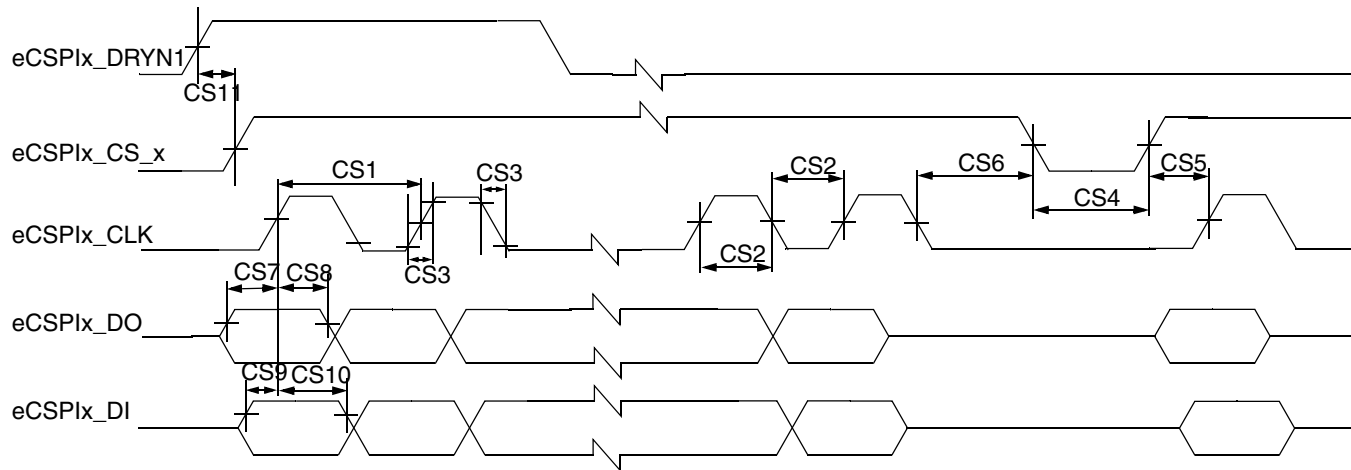 eCSPIx_DRYN1
CS11
eCSPIx_CS_x
CS1
CS3
CS2
CS6
CS5
CS4
eCSPIx_CLK
CS3
CS2
CS7
CS8
eCSPIx_DO
CS9
CS10
eCSPIx_DI